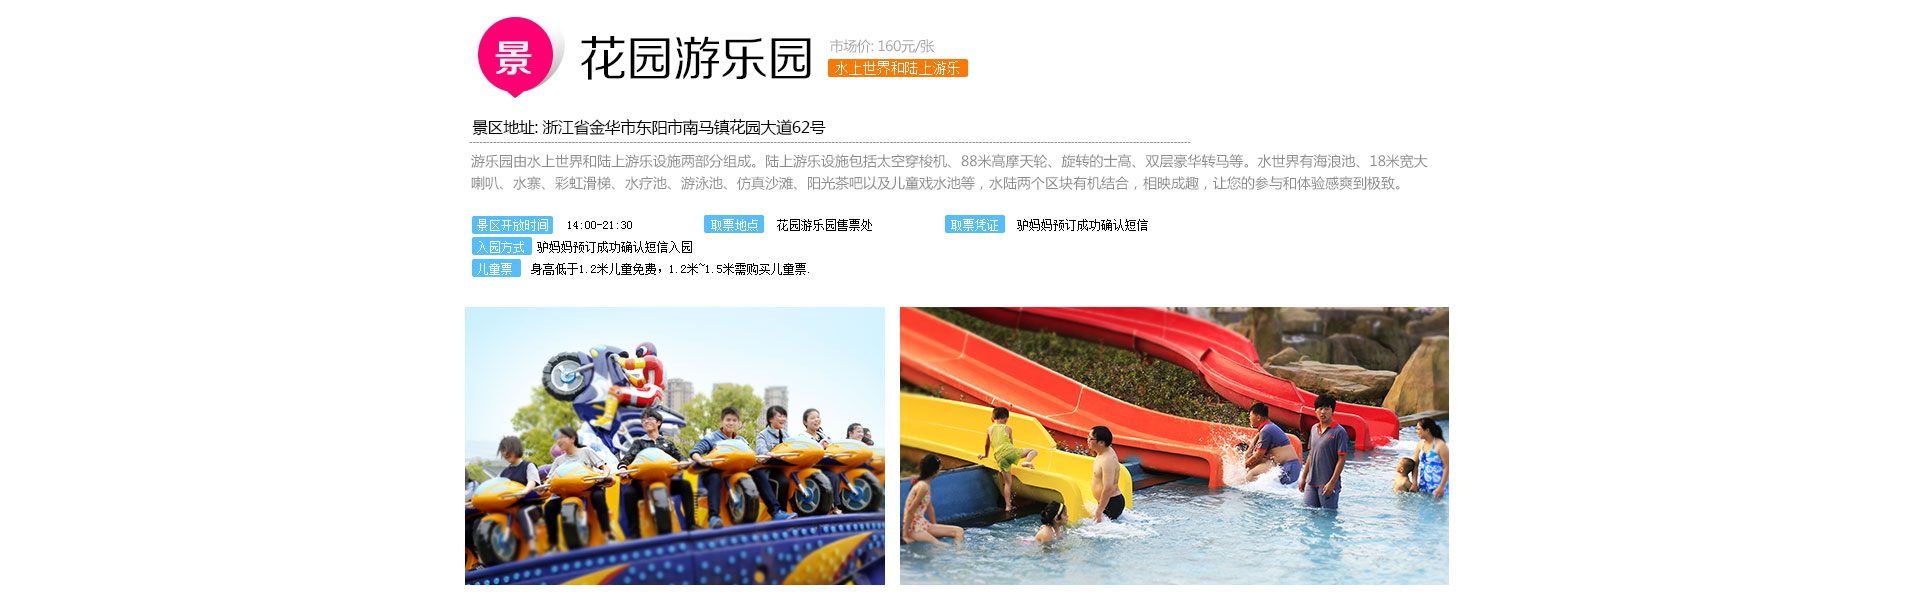 景
花园游乐园
市场价: 160元/张
水上世界和陆上游乐
景区地址: 浙江省金华市东阳市南马镇花园大道62号
游乐园由水上世界和陆上游乐设施两部分组成。陆上游乐设施包括太空穿梭机、88米高摩天轮、旋转的士高、双层豪华转马等。水世界有海浪池、18米宽大
喇叭、水寨、彩虹滑梯、水疗池、游泳池、仿真沙滩、阳光茶吧以及儿童戏水池等，水陆两个区块有机结合，相映成趣，让您的参与和体验感爽到极致。
景区开放时间 14:00-21:30 取票地点 花园游乐园售票处 取票凭证 驴妈妈预订成功确认短信
入园方式 驴妈妈预订成功确认短信入园
儿童票 身高低于1.2米儿童免费，1.2米~1.5米需购买儿童票.